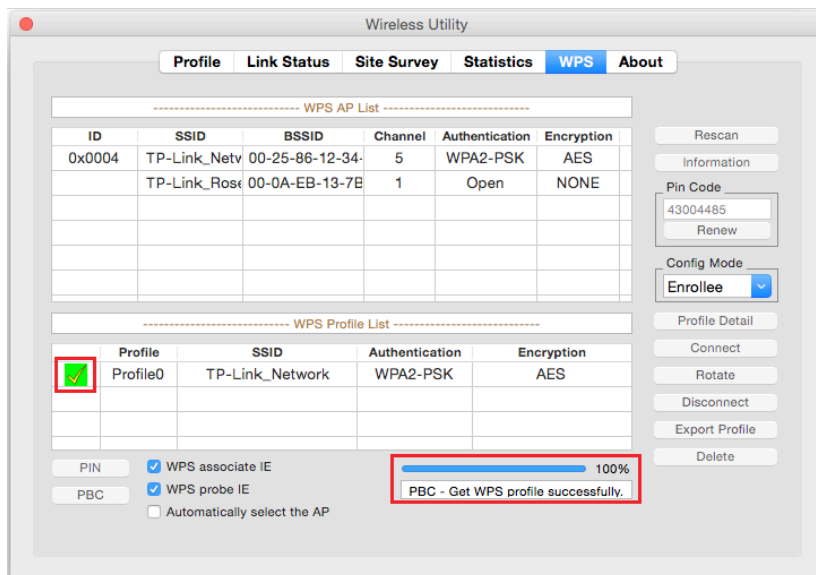 Wireless Utility
Profile Link Status Site Survey Statistics WPS About
---------------------------- WPS AP List ----------------------------
ID SSID BSSID Channel Authentication Encryption
0x0004 TP-Link_Netw 00-25-86-12-34- 5 WPA2-PSK AES
TP-Link_Rose 00-0A-EB-13-7B 1 Open NONE
Rescan
Information
Pin Code
43004485
Renew
Config Mode
Enrollee
---------------------------- WPS Profile List ----------------------------
Profile SSID Authentication Encryption
Profile0 TP-Link_Network WPA2-PSK AES
Profile Detail
Connect
Rotate
Disconnect
Export Profile
Delete
PIN
PBC
WPS associate IE
WPS probe IE
Automatically select the AP
100%
PBC - Get WPS profile successfully.